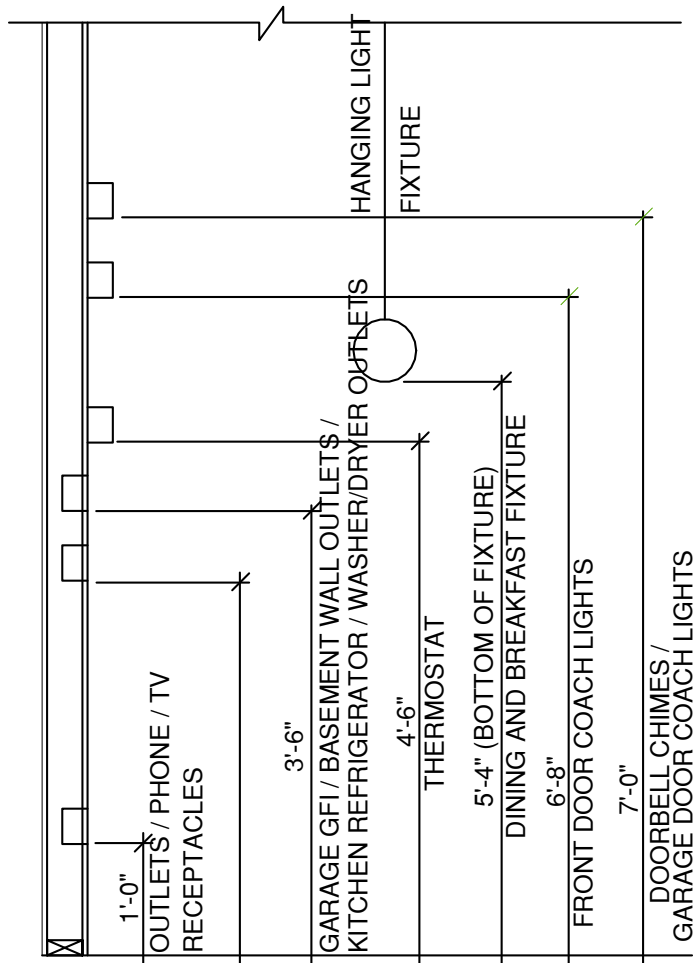 HANGING LIGHT
FIXTURE
1'-0"
OUTLETS / PHONE / TV
RECEPTACLES
3'-6"
GARAGE GFI / BASEMENT WALL OUTLETS /
KITCHEN REFRIGERATOR / WASHER/DRYER OUTLETS
4'-6"
THERMOSTAT
5'-4" (BOTTOM OF FIXTURE)
DINING AND BREAKFAST FIXTURE
6'-8"
FRONT DOOR COACH LIGHTS
7'-0"
DOORBELL CHIMES /
GARAGE DOOR COACH LIGHTS